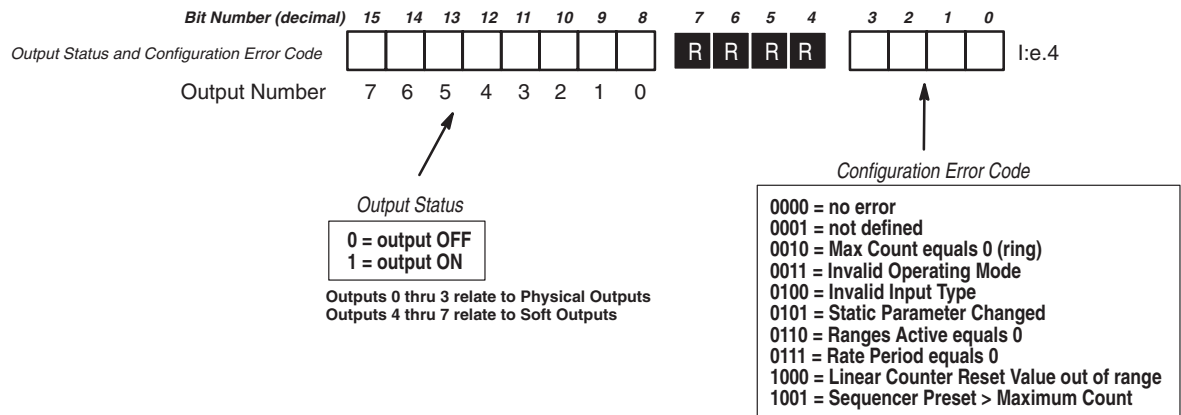 Bit Number (decimal) 15 14 13 12 11 10 9 8 7 6 5 4 3 2 1 0
Output Status and Configuration Error Code R R R R I:e.4
Output Number 7 6 5 4 3 2 1 0
Output Status
0 = output OFF
1 = output ON
Outputs 0 thru 3 relate to Physical Outputs
Outputs 4 thru 7 relate to Soft Outputs
Configuration Error Code
0000 = no error
0001 = not defined
0010 = Max Count equals 0 (ring)
0011 = Invalid Operating Mode
0100 = Invalid Input Type
0101 = Static Parameter Changed
0110 = Ranges Active equals 0
0111 = Rate Period equals 0
1000 = Linear Counter Reset Value out of range
1001 = Sequencer Preset > Maximum Count